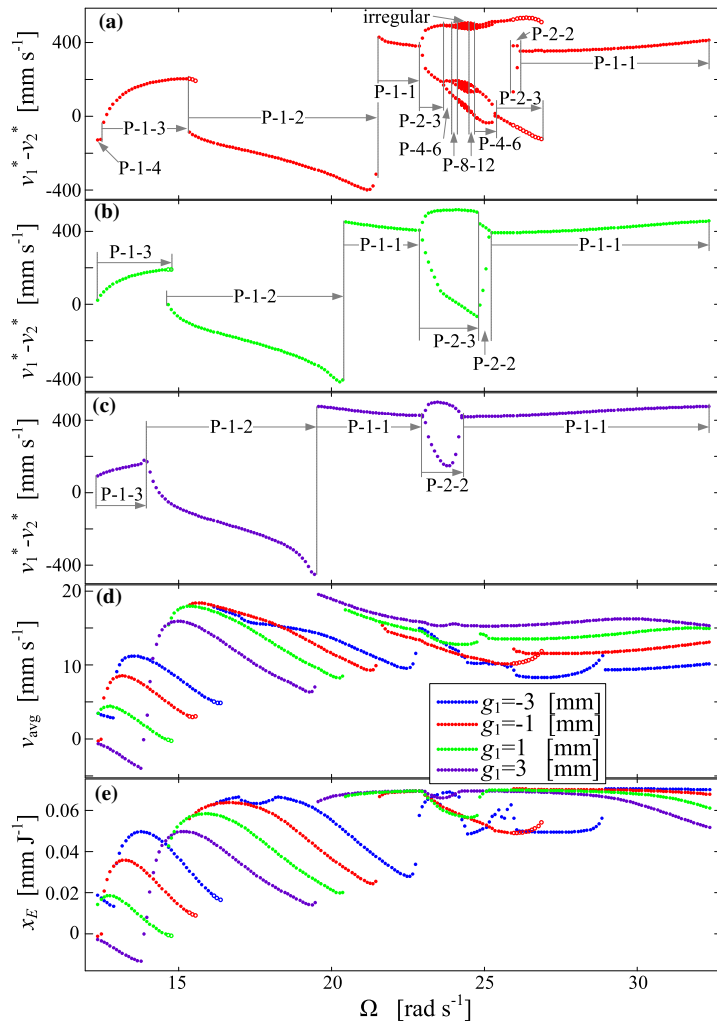 (a)
irregular
P-2-2
400
P-1-1
P-1-1
0
P-1-3
P-1-2
P-2-3
P-2-3
P-4-6
P-4-6
P-1-4
P-8-12
-400
v₁*-v₂* [mm s⁻¹]
(b)
400
P-1-3
P-1-1
P-1-1
P-1-2
0
P-2-3
P-2-2
-400
v₁*-v₂* [mm s⁻¹]
(c)
400
P-1-2
P-1-1
P-1-1
P-1-3
P-2-2
0
-400
v₁*-v₂* [mm s⁻¹]
(d)
20
10
0
v_avg [mm s⁻¹]
g₁=-3 [mm]
g₁=-1 [mm]
g₁=1 [mm]
g₁=3 [mm]
(e)
0.06
0.04
0.02
0
x_E [mm J⁻¹]
15 20 25 30
Ω [rad s⁻¹]